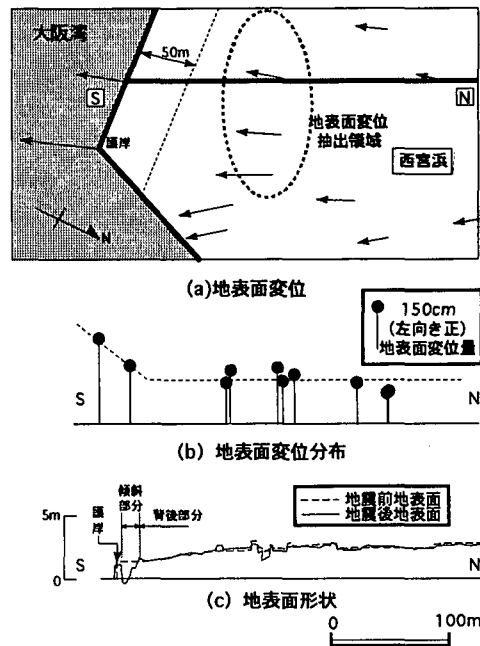 大阪湾
50m
S
N
護岸
地表面変位
抽出領域
西宮浜
N
(a)地表面変位
150cm
(左向き正)
地表面変位量
S
N
(b) 地表面変位分布
5m
0
護岸
傾斜
部分
背後部分
地震前地表面
地震後地表面
S
N
(c) 地表面形状
0
100m